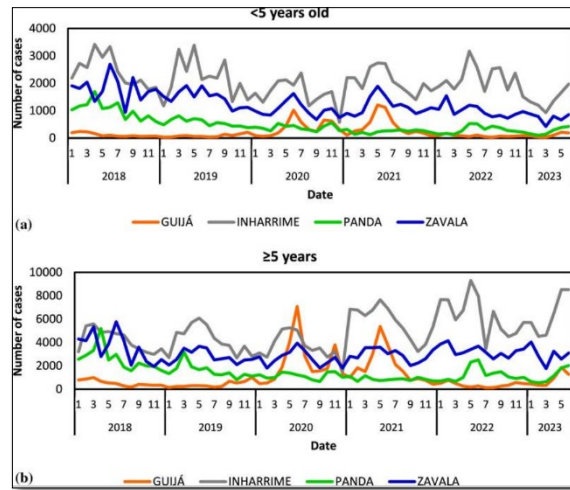 <5 years old
Number of cases
4000
3000
2000
1000
0
1 3 5 7 9 11 1 3 5 7 9 11 1 3 5 7 9 11 1 3 5 7 9 11 1 3 5 7 9 11 1 3 5
2018 2019 2020 2021 2022 2023
Date
(a)
GUIJÁ INHARRIME PANDA ZAVALA
≥5 years
Number of cases
10000
8000
6000
4000
2000
0
1 3 5 7 9 11 1 3 5 7 9 11 1 3 5 7 9 11 1 3 5 7 9 11 1 3 5 7 9 11 1 3 5
2018 2019 2020 2021 2022 2023
Date
(b)
GUIJÁ INHARRIME PANDA ZAVALA